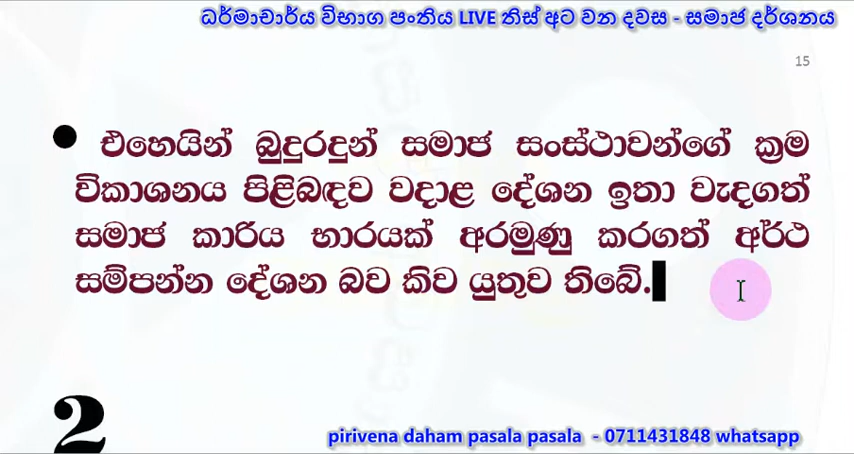 ධර්මාචාර්ය විභාග පංතිය LIVE තිස් අට වන දවස - සමාජ දර්ශනය
15
• එහෙයින් බුදුරදුන් සමාජ සංස්ථාවන්ගේ ක්‍රම
විකාශනය පිළිබඳව වදාළ දේශන ඉතා වැදගත්
සමාජ කාරිය භාරයක් අරමුණු කරගත් අර්ථ
සම්පන්න දේශන බව කිව යුතුව තිබේ.
2
pirivena daham pasala pasala - 0711431848 whatsapp